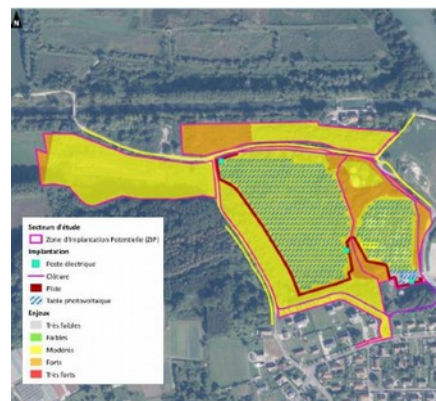 N
Secteurs d'étude
Zone d'Implantation Potentielle (ZIP)
Implantation
Poste électrique
Clôture
Piste
Table photovoltaïque
Enjeux
Très faibles
Faibles
Modérés
Forts
Très forts